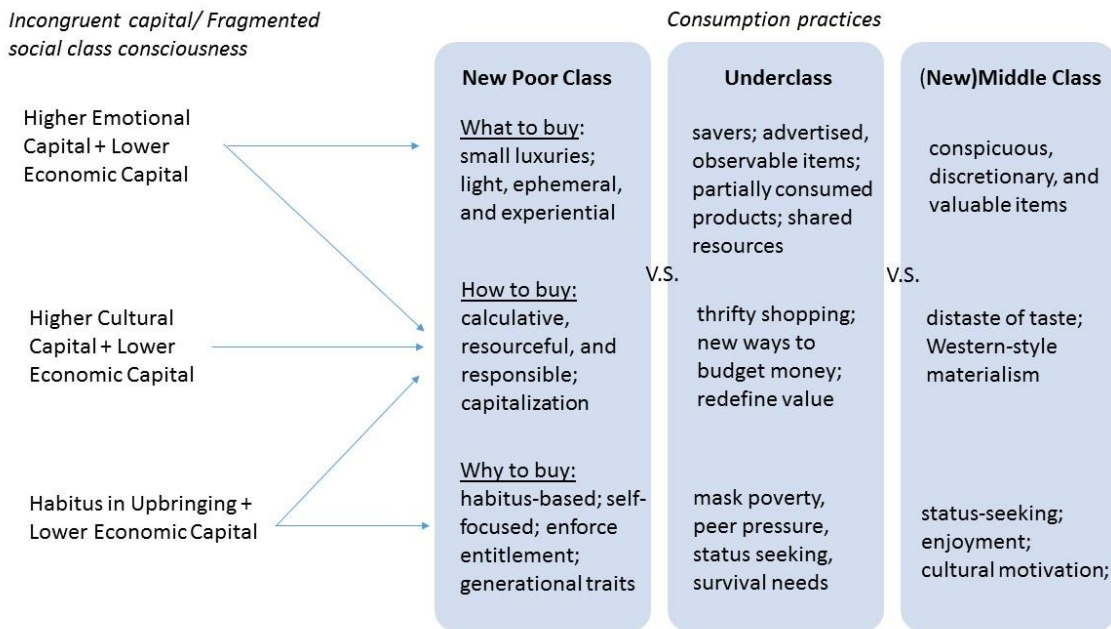 Incongruent capital/ Fragmented
social class consciousness
Higher Emotional
Capital + Lower
Economic Capital
Higher Cultural
Capital + Lower
Economic Capital
Habitus in Upbringing +
Lower Economic Capital
Consumption practices
New Poor Class
What to buy:
small luxuries;
light, ephemeral,
and experiential
How to buy:
calculative,
resourceful, and
responsible;
capitalization
Why to buy:
habitus-based; self-
focused; enforce
entitlement;
generational traits
V.S.
Underclass
savers; advertised,
observable items;
partially consumed
products; shared
resources
thrifty shopping;
new ways to
budget money;
redefine value
mask poverty,
peer pressure,
status seeking,
survival needs
V.S.
(New)Middle Class
conspicuous,
discretionary, and
valuable items
distaste of taste;
Western-style
materialism
status-seeking;
enjoyment;
cultural motivation;